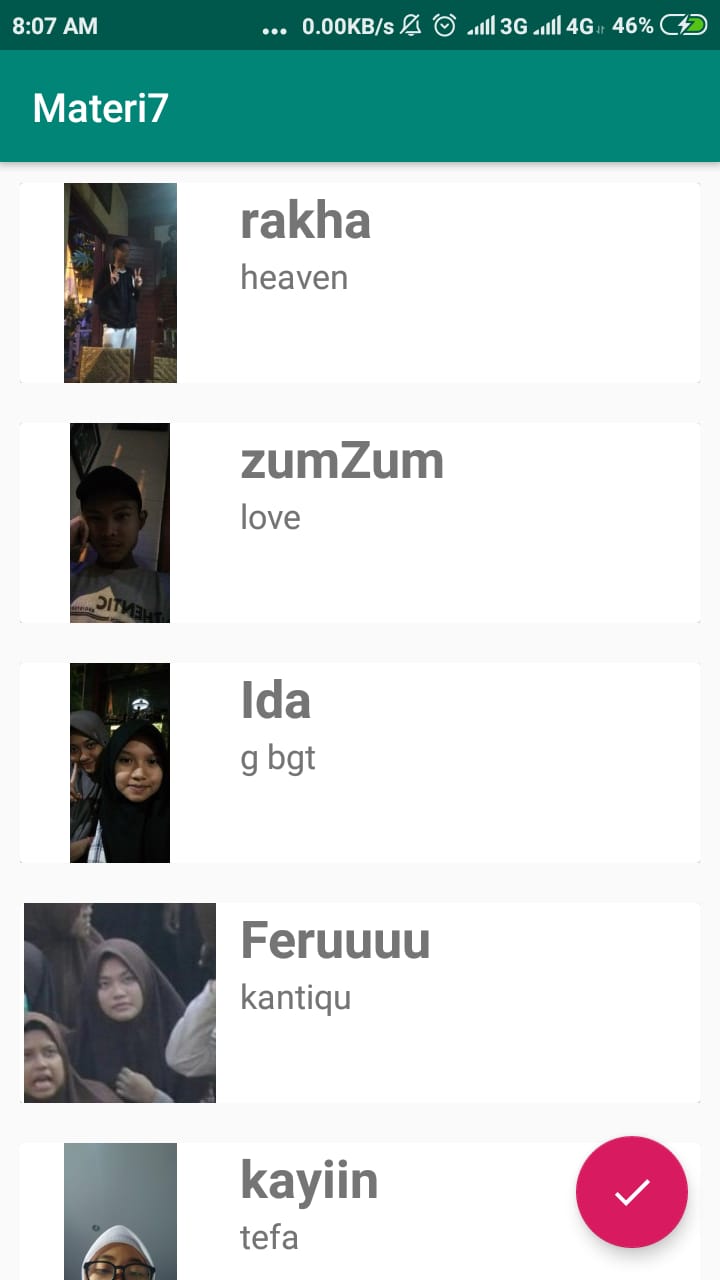 8:07 AM ... 0.00KB/s 3G 4G 46%
Materi7
rakha
heaven
zumZum
love
Ida
g bgt
Feruuuu
kantiqu
kayiin
tefa